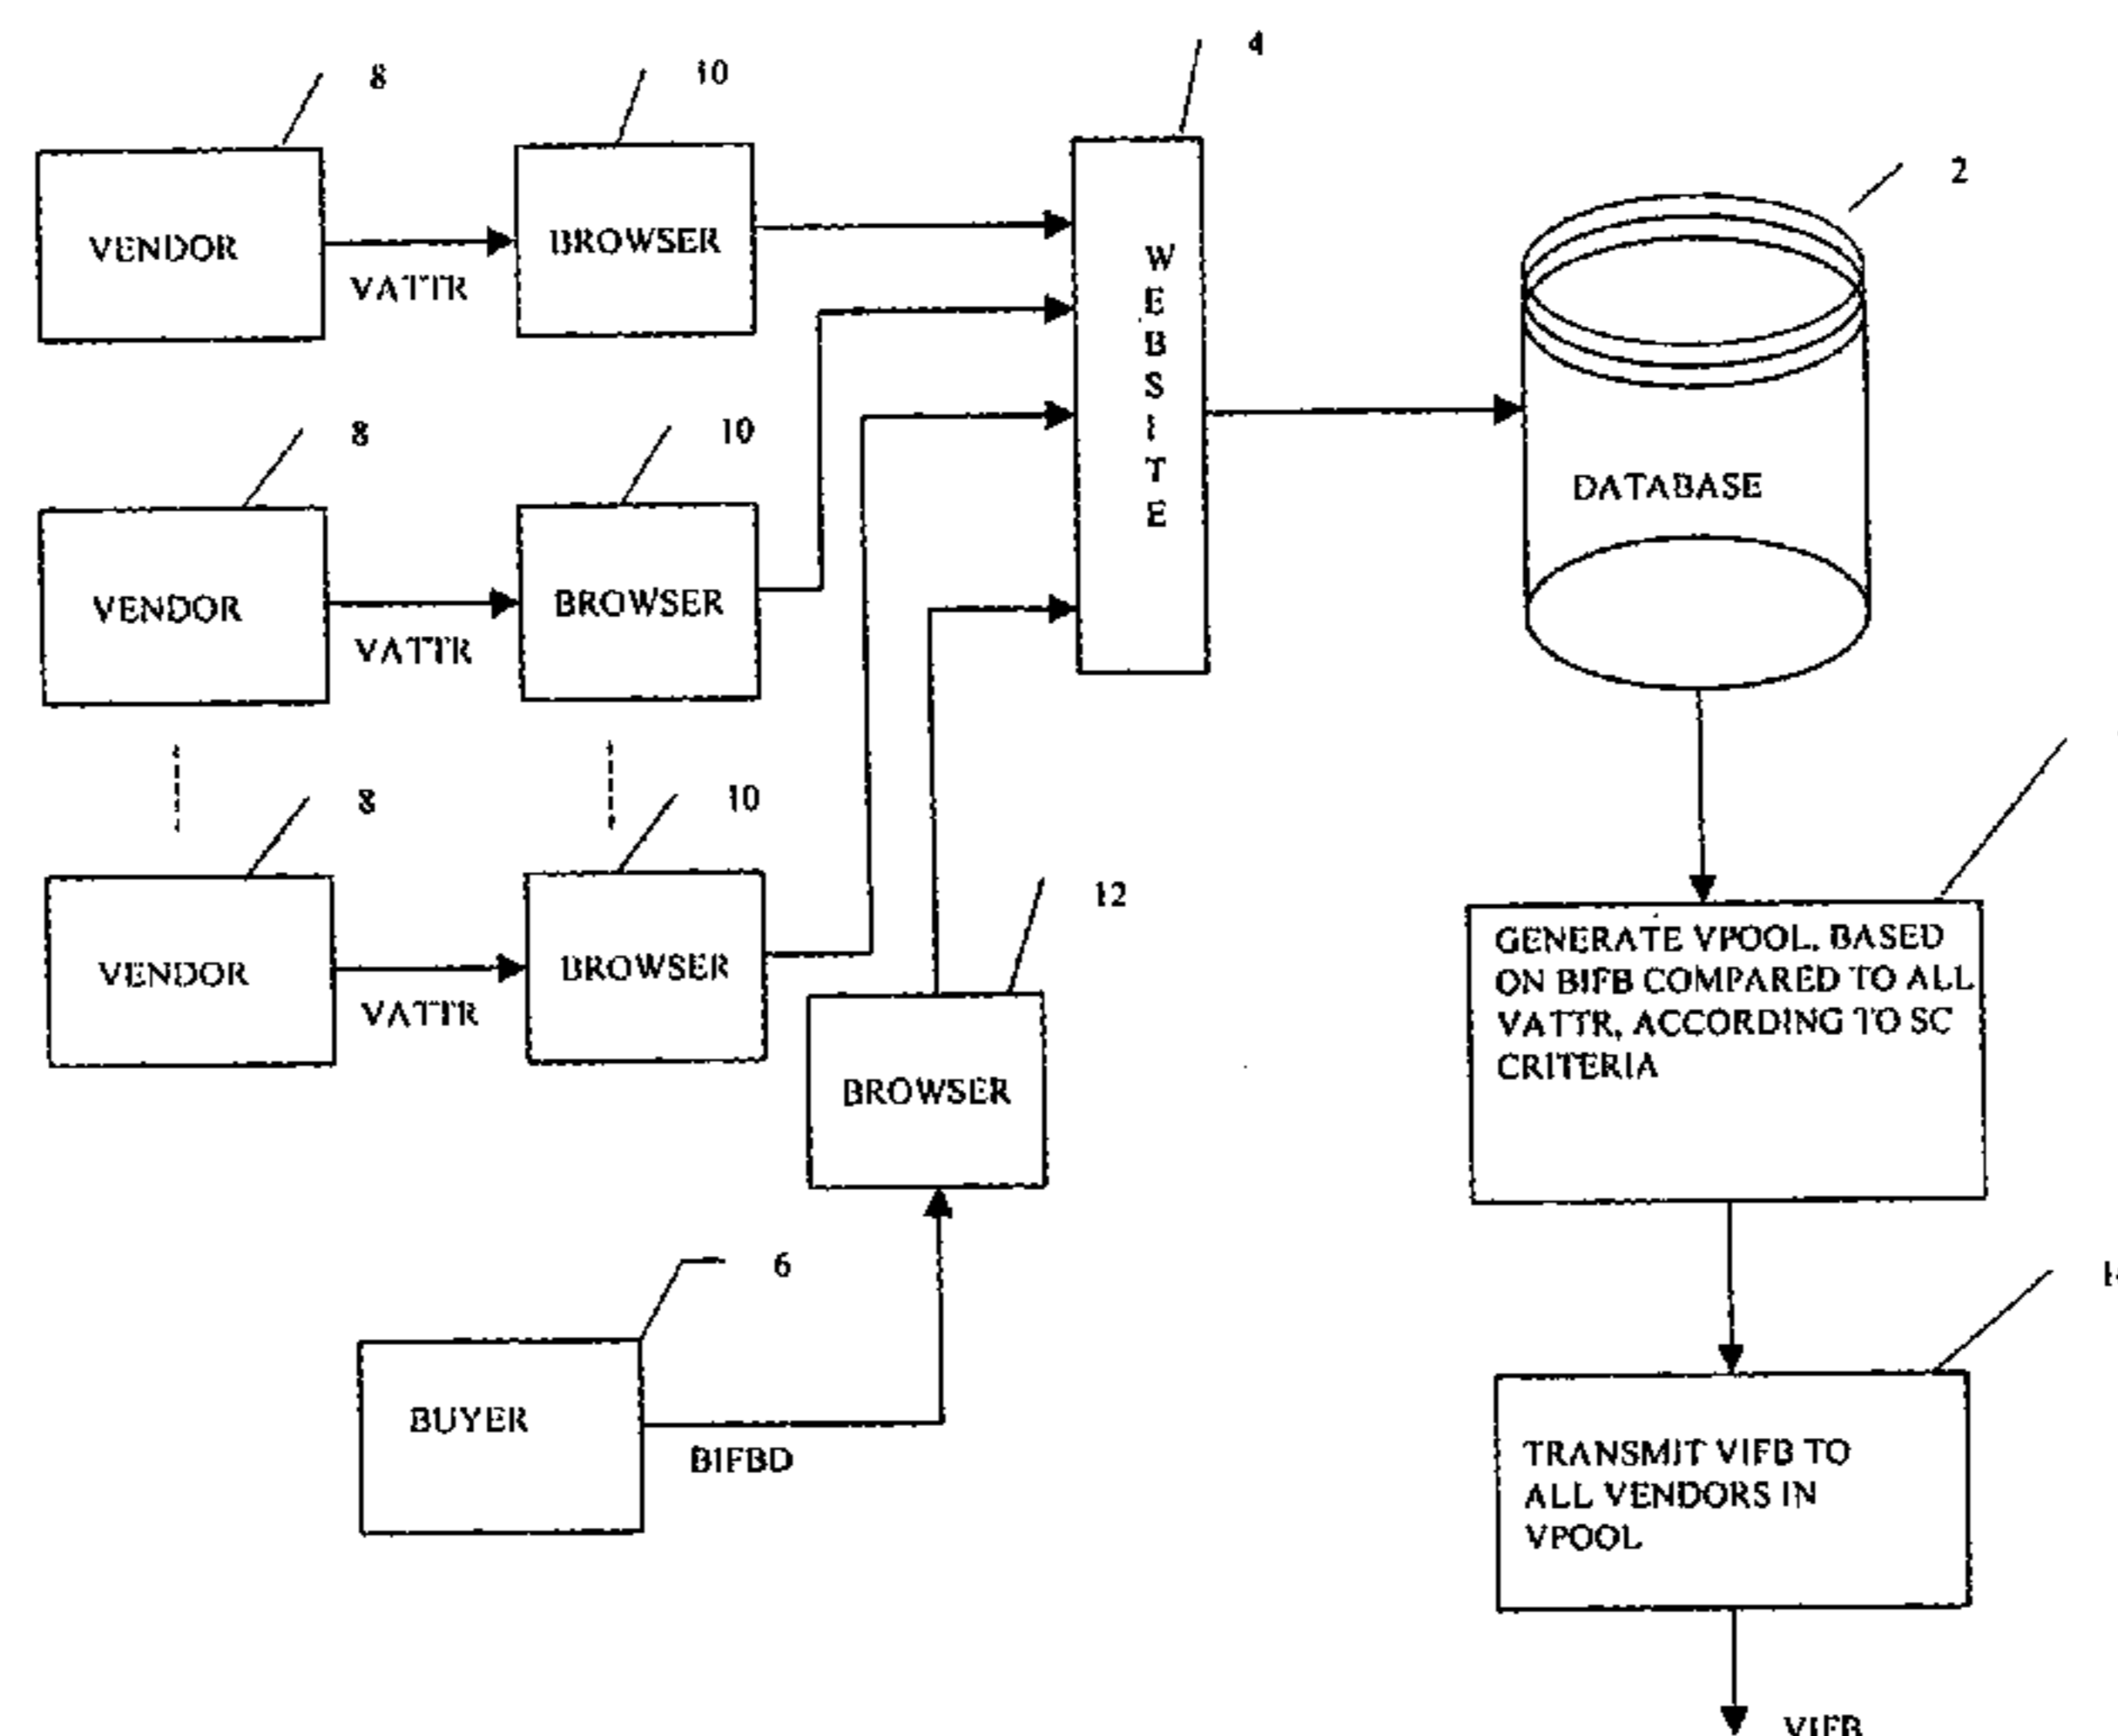 8
10
4
2
VENDOR
VATTR
BROWSER
WEBSITE
8
10
VENDOR
VATTR
BROWSER
DATABASE
8
10
VENDOR
VATTR
BROWSER
12
BROWSER
GENERATE VPOOL, BASED
ON BIFB COMPARED TO ALL
VATTR, ACCORDING TO SC
CRITERIA
6
BUYER
BIFBD
TRANSMIT VIFB TO
ALL VENDORS IN
VPOOL
VIFB